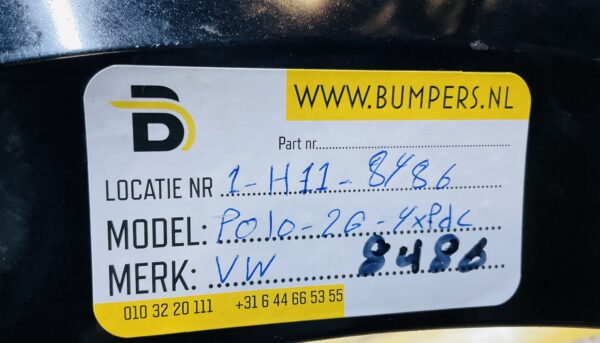 WWW.BUMPERS.NL
B
Part nr.
LOCATIE NR 1-H11-8486
MODEL: Polo-2G-4xPdc
MERK: VW 8486
010 32 20 111 +31 6 44 66 53 55